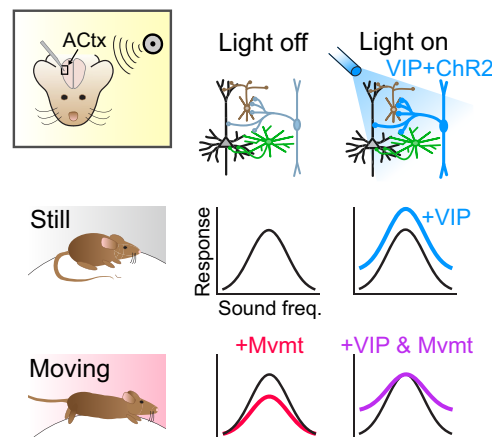 ACtx
Light off
Light on
VIP+ChR2
Still
Response
+VIP
Sound freq.
Moving
+Mvmt
+VIP & Mvmt